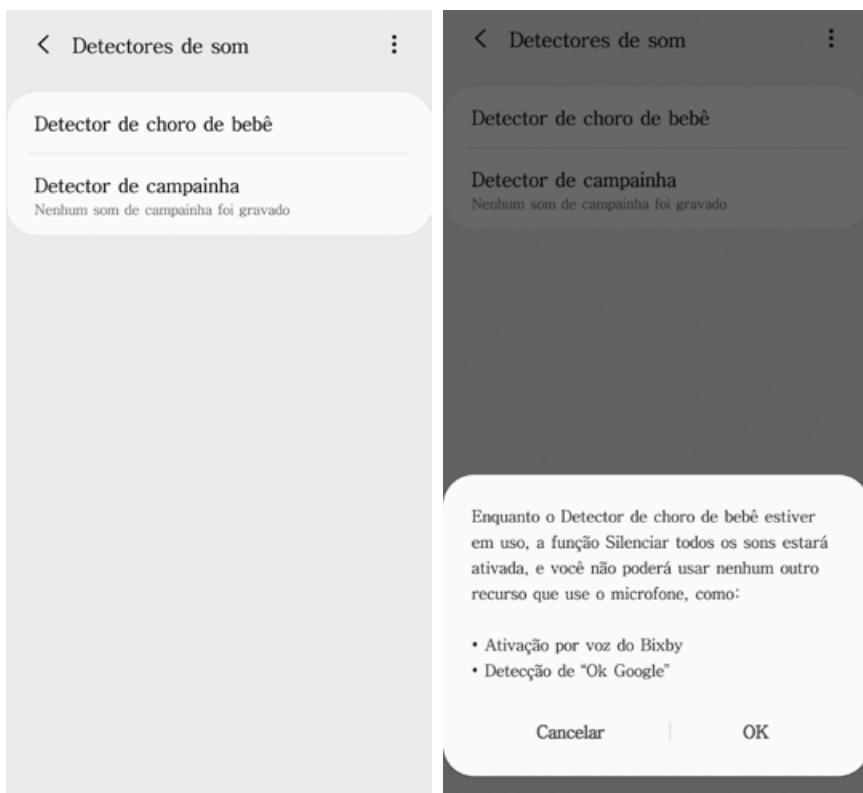 Detectores de som
Detector de choro de bebê
Detector de campainha
Nenhum som de campainha foi gravado
Detectores de som
Detector de choro de bebê
Detector de campainha
Nenhum som de campainha foi gravado
Enquanto o Detector de choro de bebê estiver
em uso, a função Silenciar todos os sons estará
ativada, e você não poderá usar nenhum outro
recurso que use o microfone, como:
• Ativação por voz do Bixby
• Detecção de “Ok Google”
Cancelar OK